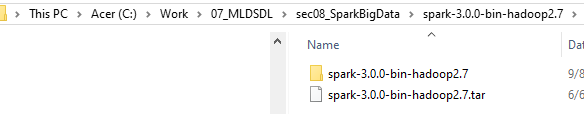 This PC > Acer (C:) > Work > 07_MLDSDL > sec08_SparkBigData > spark-3.0.0-bin-hadoop2.7 >
Name
spark-3.0.0-bin-hadoop2.7 9/8
spark-3.0.0-bin-hadoop2.7.tar 6/6